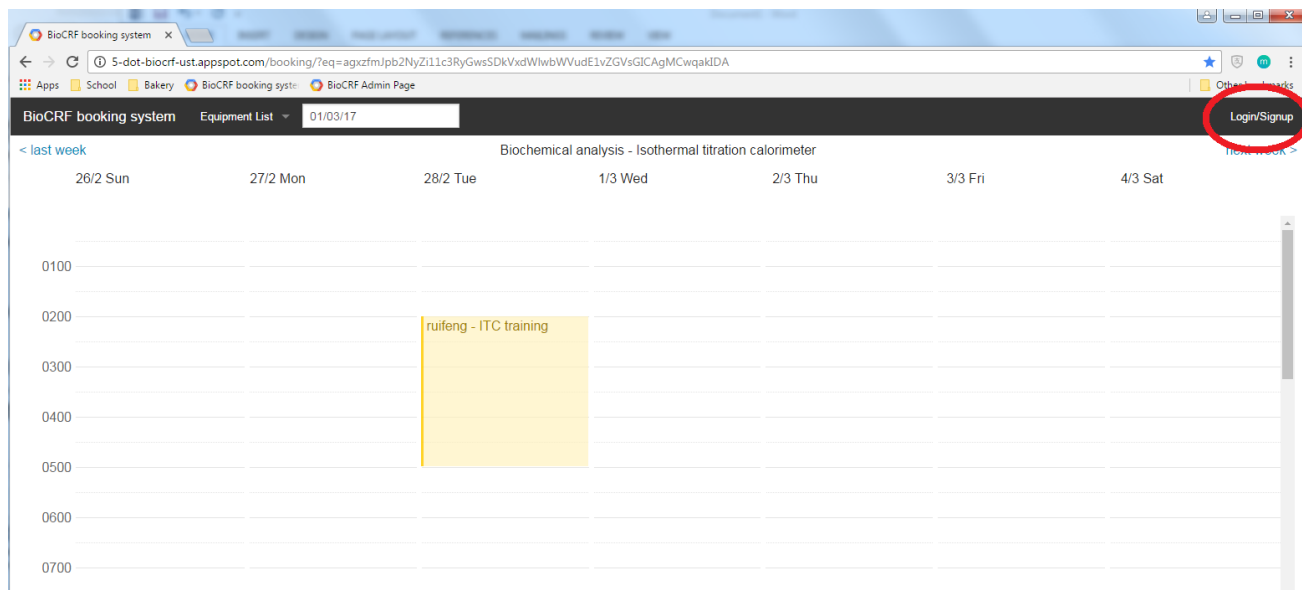 BioCRF booking system
5-dot-biocrf-ust.appspot.com/booking/?eq=agxzfmJpb2NyZi11c3RyGwsSDkVxdWlwbWVudE1vZGVsGICAgMCwqakIDA
Apps School Bakery BioCRF booking syste BioCRF Admin Page
BioCRF booking system Equipment List 01/03/17 Login/Signup
< last week Biochemical analysis - Isothermal titration calorimeter next week >
26/2 Sun 27/2 Mon 28/2 Tue 1/3 Wed 2/3 Thu 3/3 Fri 4/3 Sat
0100
0200
ruifeng - ITC training
0300
0400
0500
0600
0700